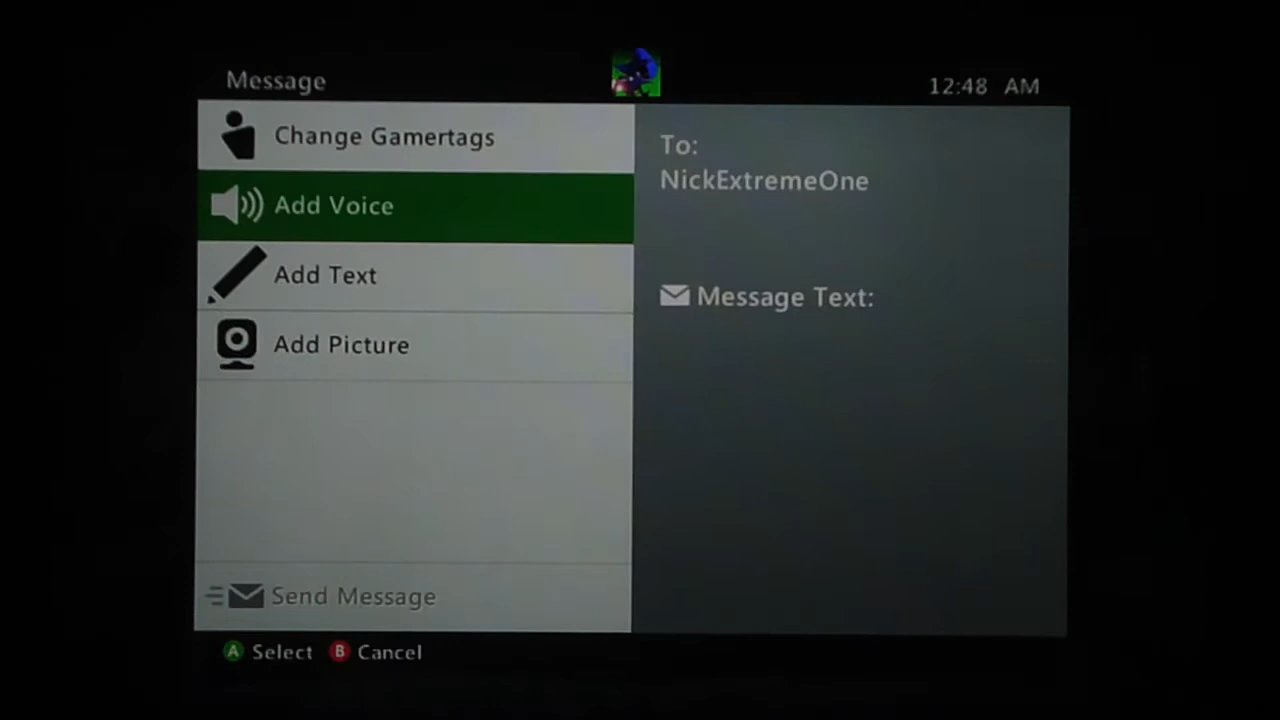 Message
12:48 AM
Change Gamertags
Add Voice
Add Text
Add Picture
Send Message
To:
NickExtremeOne
Message Text:
A Select B Cancel